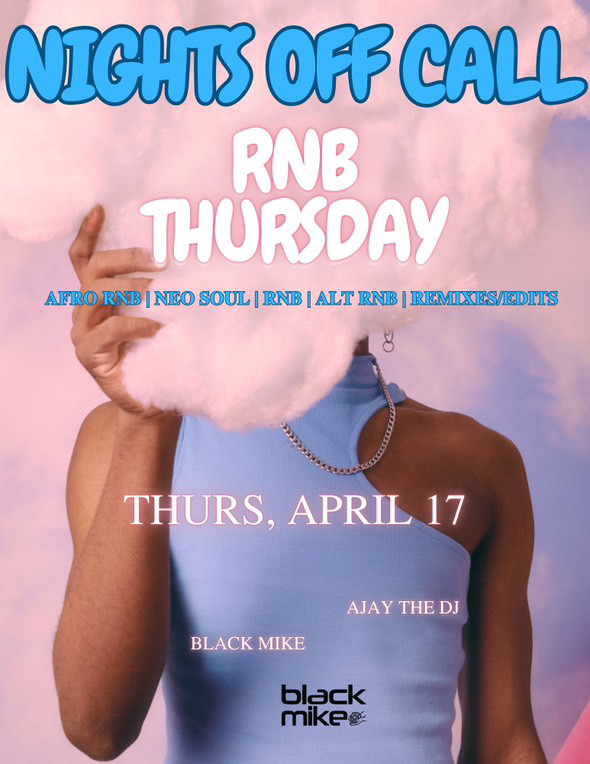 NIGHTS OFF CALL
RNB
THURSDAY
AFRO RNB | NEO SOUL | RNB | ALT RNB | REMIXES/EDITS
THURS, APRIL 17
AJAY THE DJ
BLACK MIKE
black
mike